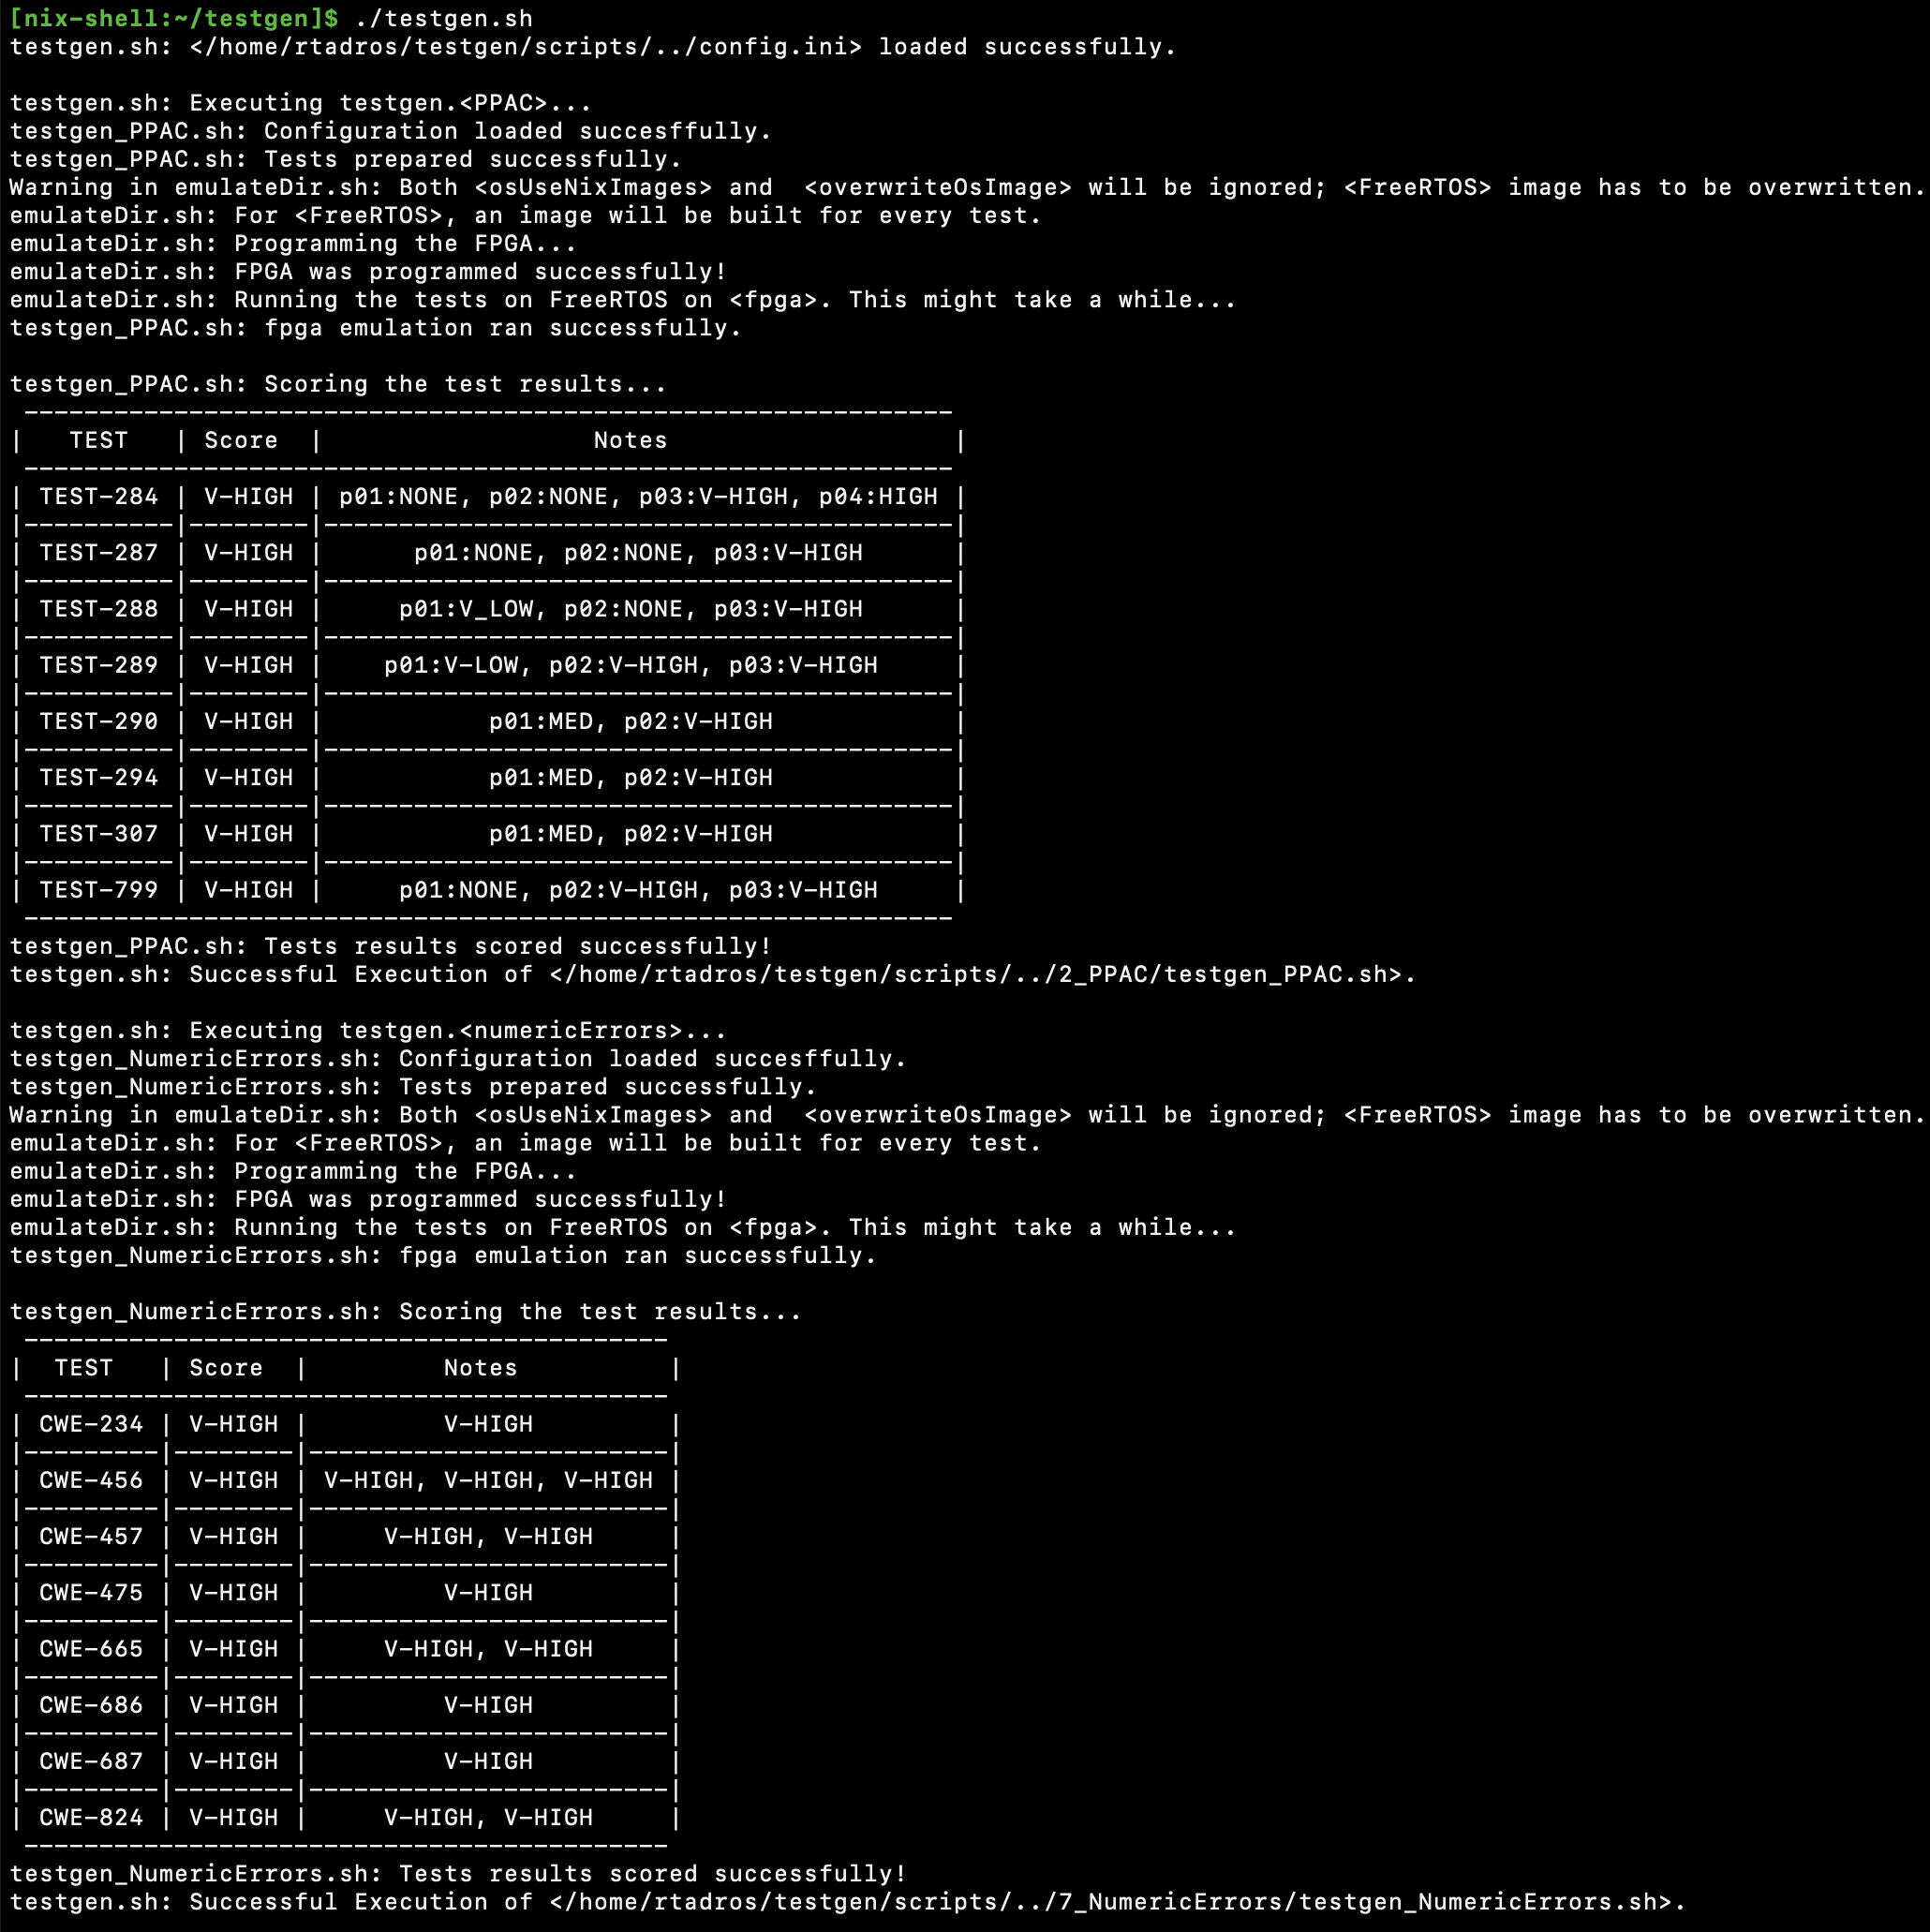 [nix-shell:~/testgen]$ ./testgen.sh
testgen.sh: </home/rtadros/testgen/scripts/../config.ini> loaded successfully.

testgen.sh: Executing testgen.<PPAC>...
testgen_PPAC.sh: Configuration loaded succesffully.
testgen_PPAC.sh: Tests prepared successfully.
Warning in emulateDir.sh: Both <osUseNixImages> and  <overwriteOsImage> will be ignored; <FreeRTOS> image has to be overwritten.
emulateDir.sh: For <FreeRTOS>, an image will be built for every test.
emulateDir.sh: Programming the FPGA...
emulateDir.sh: FPGA was programmed successfully!
emulateDir.sh: Running the tests on FreeRTOS on <fpga>. This might take a while...
testgen_PPAC.sh: fpga emulation ran successfully.

testgen_PPAC.sh: Scoring the test results...
 --------------------------------------------------------------
|   TEST   | Score  |                  Notes                   |
 --------------------------------------------------------------
| TEST-284 | V-HIGH | p01:NONE, p02:NONE, p03:V-HIGH, p04:HIGH |
|----------|--------|------------------------------------------|
| TEST-287 | V-HIGH |      p01:NONE, p02:NONE, p03:V-HIGH      |
|----------|--------|------------------------------------------|
| TEST-288 | V-HIGH |     p01:V_LOW, p02:NONE, p03:V-HIGH      |
|----------|--------|------------------------------------------|
| TEST-289 | V-HIGH |    p01:V-LOW, p02:V-HIGH, p03:V-HIGH     |
|----------|--------|------------------------------------------|
| TEST-290 | V-HIGH |           p01:MED, p02:V-HIGH            |
|----------|--------|------------------------------------------|
| TEST-294 | V-HIGH |           p01:MED, p02:V-HIGH            |
|----------|--------|------------------------------------------|
| TEST-307 | V-HIGH |           p01:MED, p02:V-HIGH            |
|----------|--------|------------------------------------------|
| TEST-799 | V-HIGH |     p01:NONE, p02:V-HIGH, p03:V-HIGH     |
 --------------------------------------------------------------
testgen_PPAC.sh: Tests results scored successfully!
testgen.sh: Successful Execution of </home/rtadros/testgen/scripts/../2_PPAC/testgen_PPAC.sh>.

testgen.sh: Executing testgen.<numericErrors>...
testgen_NumericErrors.sh: Configuration loaded succesffully.
testgen_NumericErrors.sh: Tests prepared successfully.
Warning in emulateDir.sh: Both <osUseNixImages> and  <overwriteOsImage> will be ignored; <FreeRTOS> image has to be overwritten.
emulateDir.sh: For <FreeRTOS>, an image will be built for every test.
emulateDir.sh: Programming the FPGA...
emulateDir.sh: FPGA was programmed successfully!
emulateDir.sh: Running the tests on FreeRTOS on <fpga>. This might take a while...
testgen_NumericErrors.sh: fpga emulation ran successfully.

testgen_NumericErrors.sh: Scoring the test results...
 -------------------------------------------
|  TEST   | Score  |         Notes          |
 -------------------------------------------
| CWE-234 | V-HIGH |         V-HIGH         |
|---------|--------|------------------------|
| CWE-456 | V-HIGH | V-HIGH, V-HIGH, V-HIGH |
|---------|--------|------------------------|
| CWE-457 | V-HIGH |     V-HIGH, V-HIGH     |
|---------|--------|------------------------|
| CWE-475 | V-HIGH |         V-HIGH         |
|---------|--------|------------------------|
| CWE-665 | V-HIGH |     V-HIGH, V-HIGH     |
|---------|--------|------------------------|
| CWE-686 | V-HIGH |         V-HIGH         |
|---------|--------|------------------------|
| CWE-687 | V-HIGH |         V-HIGH         |
|---------|--------|------------------------|
| CWE-824 | V-HIGH |     V-HIGH, V-HIGH     |
 -------------------------------------------
testgen_NumericErrors.sh: Tests results scored successfully!
testgen.sh: Successful Execution of </home/rtadros/testgen/scripts/../7_NumericErrors/testgen_NumericErrors.sh>.